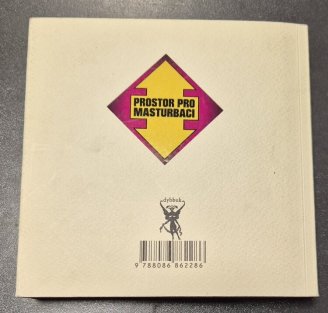 PROSTOR PRO
MASTURBACI
dybbuk
9 788086 862286